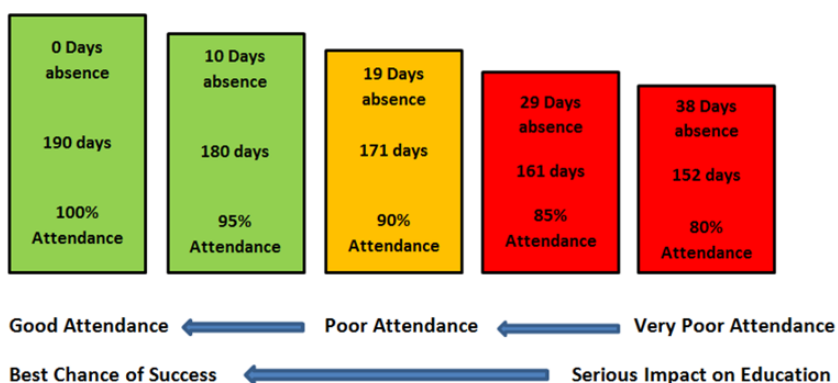 0 Days
absence
190 days
100%
Attendance
10 Days
absence
180 days
95%
Attendance
19 Days
absence
171 days
90%
Attendance
29 Days
absence
161 days
85%
Attendance
38 Days
absence
152 days
80%
Attendance
Good Attendance Poor Attendance Very Poor Attendance
Best Chance of Success Serious Impact on Education